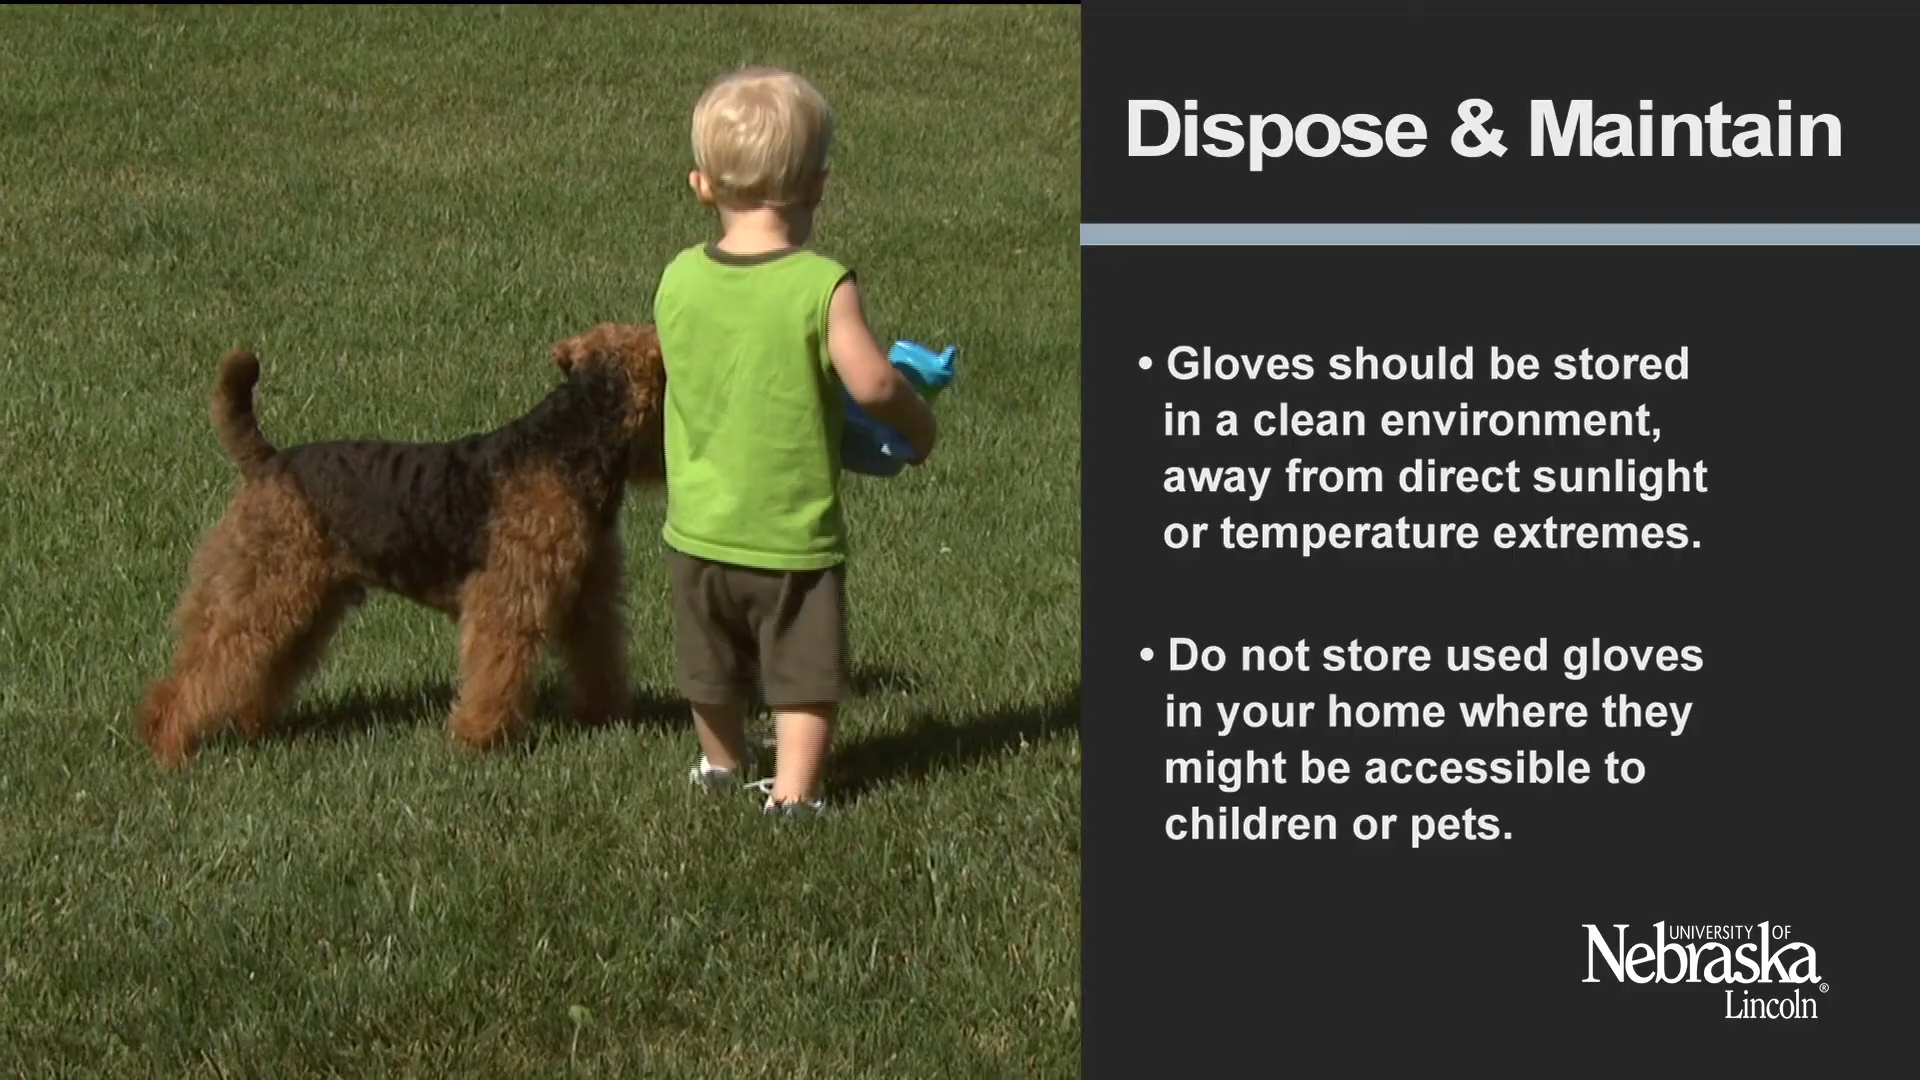 Dispose & Maintain
• Gloves should be stored
in a clean environment,
away from direct sunlight
or temperature extremes.
• Do not store used gloves
in your home where they
might be accessible to
children or pets.
UNIVERSITY OF
Nebraska
Lincoln®